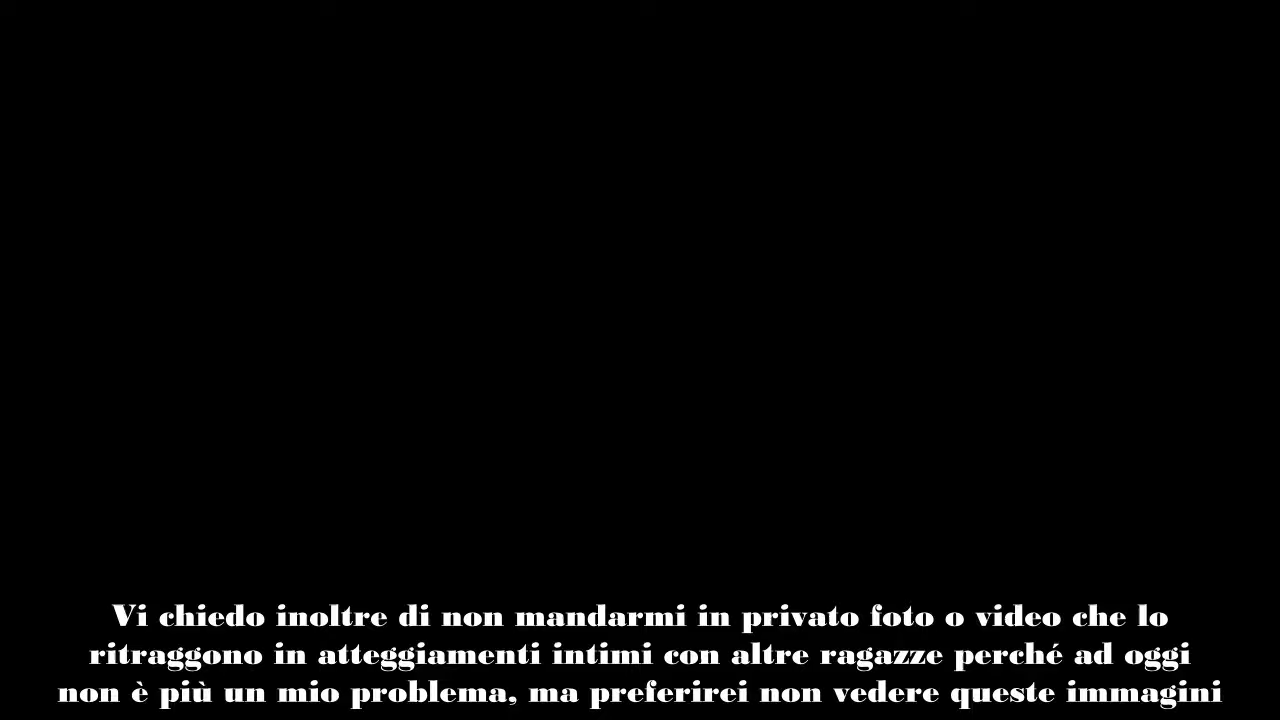 Vi chiedo inoltre di non mandarmi in privato foto o video che lo
ritraggono in atteggiamenti intimi con altre ragazze perché ad oggi
non è più un mio problema, ma preferirei non vedere queste immagini